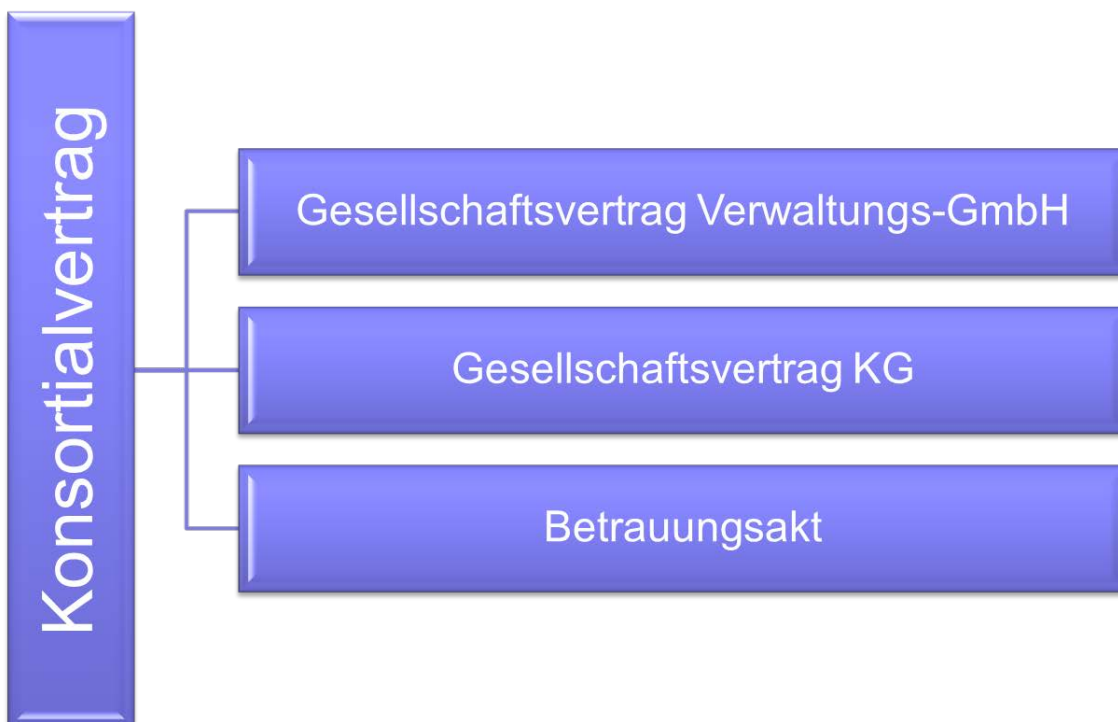 Konsortialvertrag
Gesellschaftsvertrag Verwaltungs-GmbH
Gesellschaftsvertrag KG
Betrauungsakt